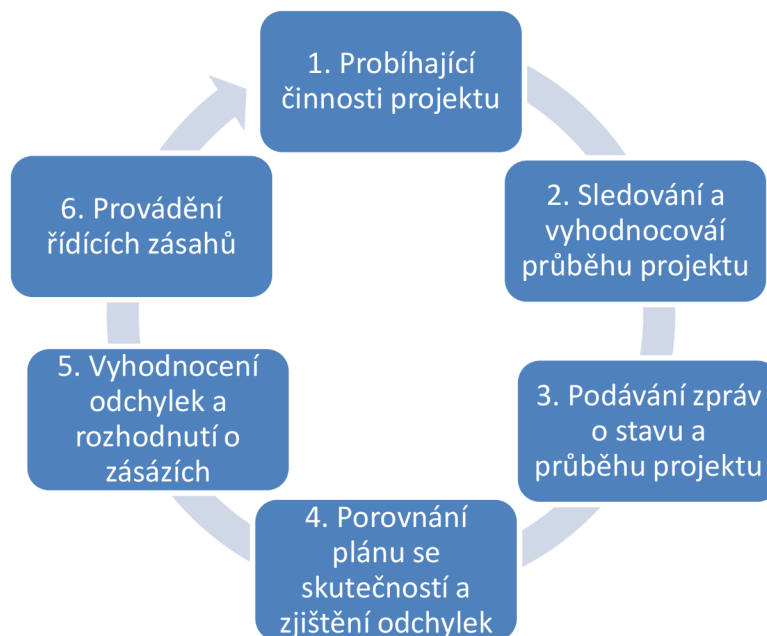 1. Probíhající
činnosti projektu
2. Sledování a
vyhodnocováí
průběhu projektu
3. Podávání zpráv
o stavu a
průběhu projektu
4. Porovnání
plánu se
skutečností a
zjištění odchylek
5. Vyhodnocení
odchylek a
rozhodnutí o
zásázích
6. Provádění
řídících zásahů